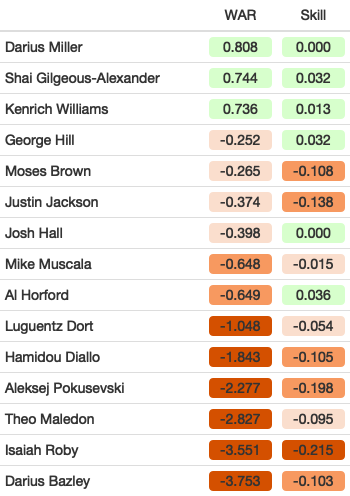 WAR Skill
Darius Miller 0.808 0.000
Shai Gilgeous-Alexander 0.744 0.032
Kenrich Williams 0.736 0.013
George Hill -0.252 0.032
Moses Brown -0.265 -0.108
Justin Jackson -0.374 -0.138
Josh Hall -0.398 0.000
Mike Muscala -0.648 -0.015
Al Horford -0.649 0.036
Luguentz Dort -1.048 -0.054
Hamidou Diallo -1.843 -0.105
Aleksej Pokusevski -2.277 -0.198
Theo Maledon -2.827 -0.095
Isaiah Roby -3.551 -0.215
Darius Bazley -3.753 -0.103